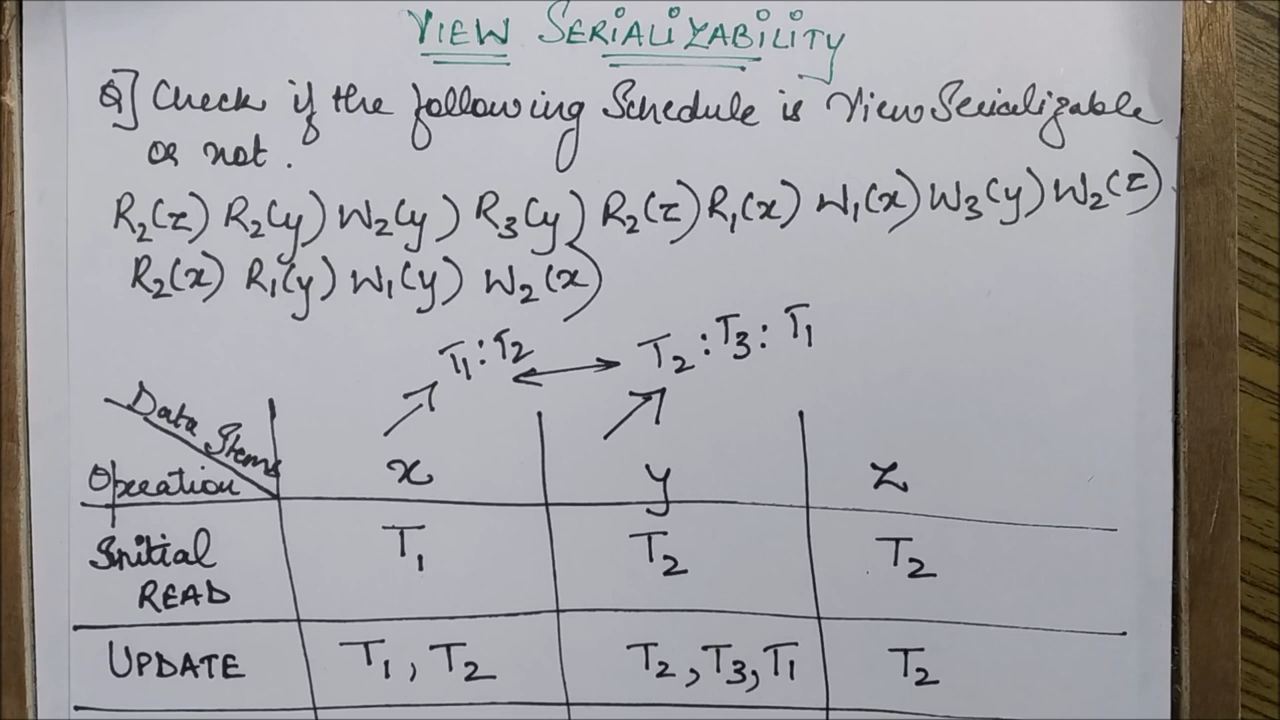 VIEW SERIALIZABILITY
Q] Check if the following Schedule is View Serializable
or not.
R₂(z) R₂(y) W₂(y) R₃(y) R₂(z) R₁(x) W₁(x) W₃(y) W₂(z)
R₂(x) R₁(y) W₁(y) W₂(x)
T₁:T₂ ↔ T₂:T₃:T₁
Data Items
Operation x y z
Initial READ T₁ T₂ T₂
UPDATE T₁, T₂ T₂, T₃, T₁ T₂